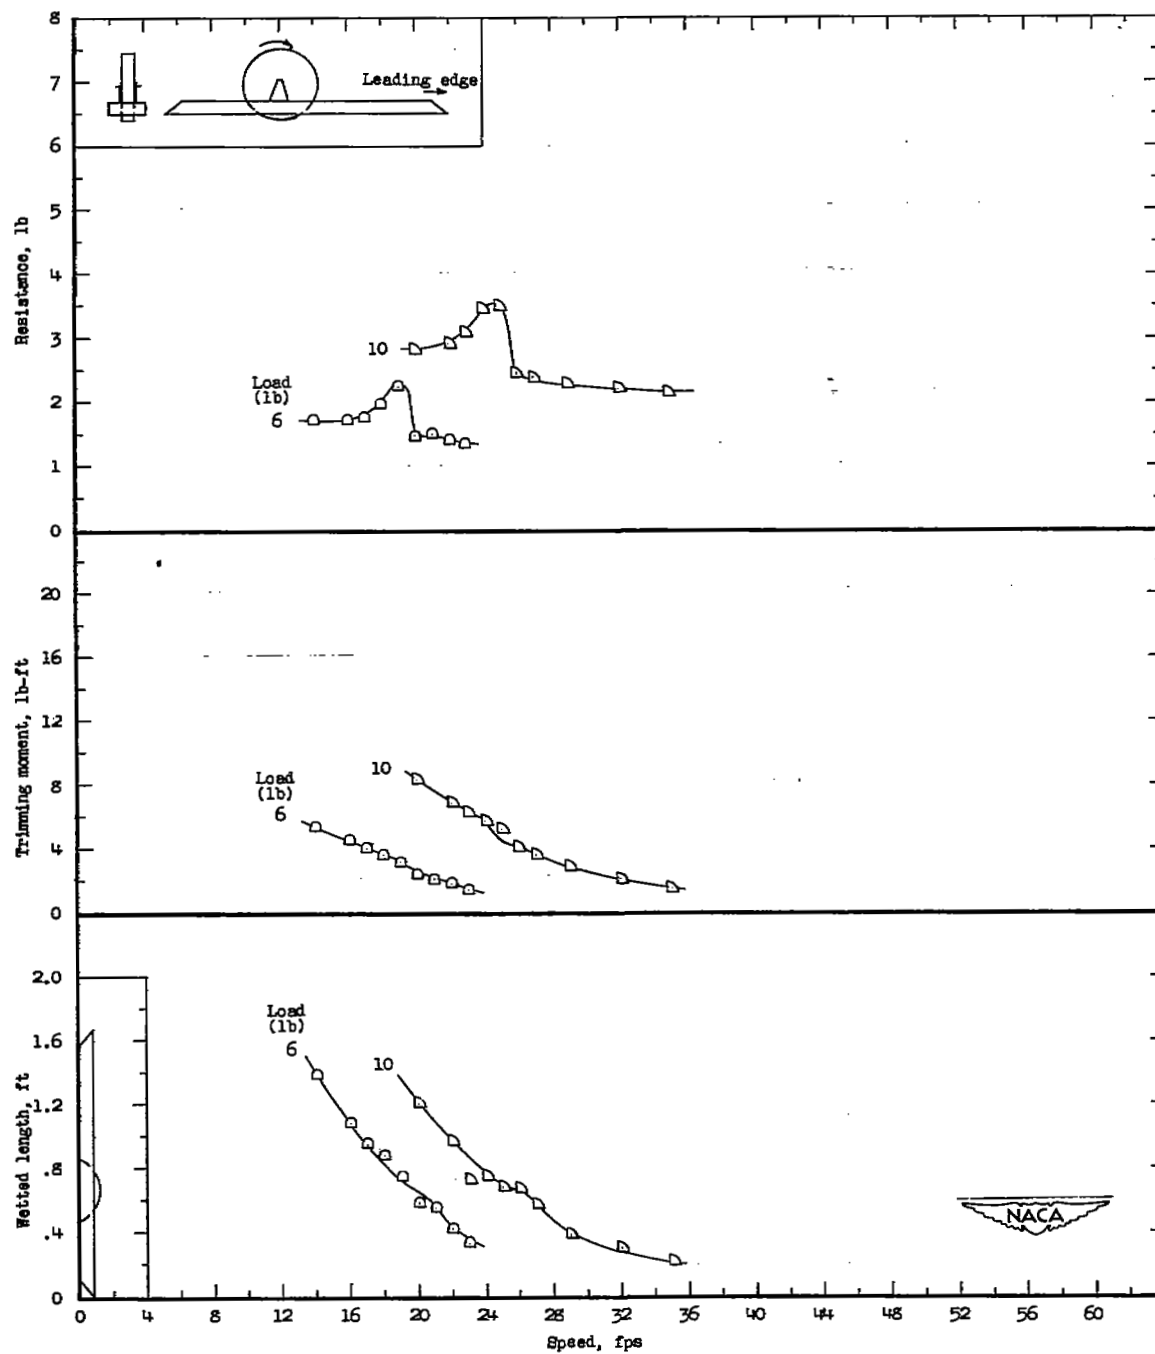 8
7
6
5
4
3
2
1
0
Resistance, lb
Leading edge
10
Load
(lb)
6
20
16
12
8
4
0
Trimming moment, lb-ft
10
Load
(lb)
6
2.0
1.6
1.2
.8
.4
0
Wetted length, ft
Load
(lb)
6
10
NACA
0 4 8 12 16 20 24 28 32 36 40 44 48 52 56 60
Speed, fps